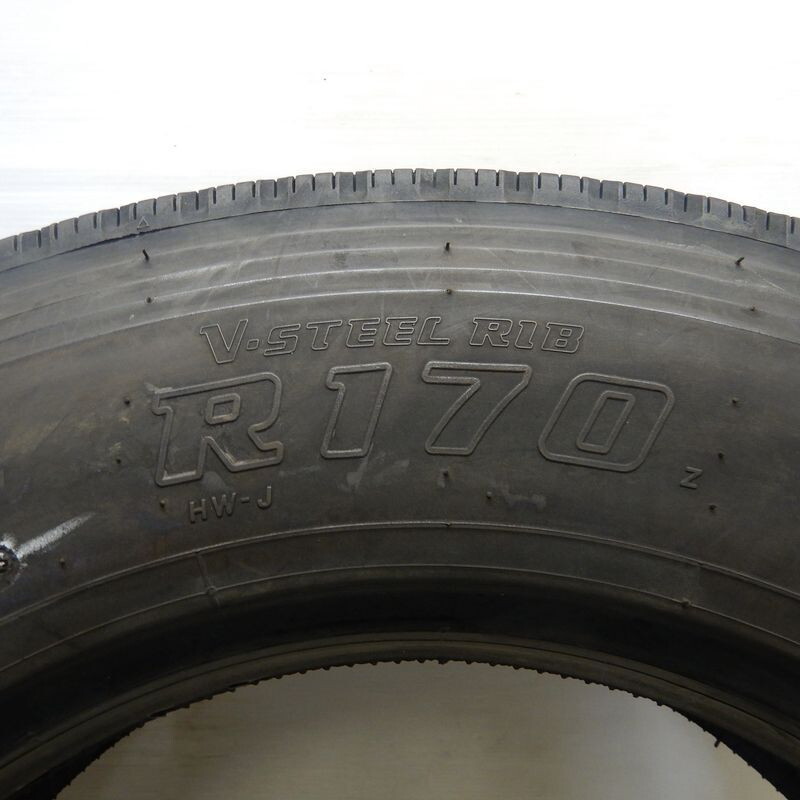 V·STEEL RIB
R170
Z
HW-J